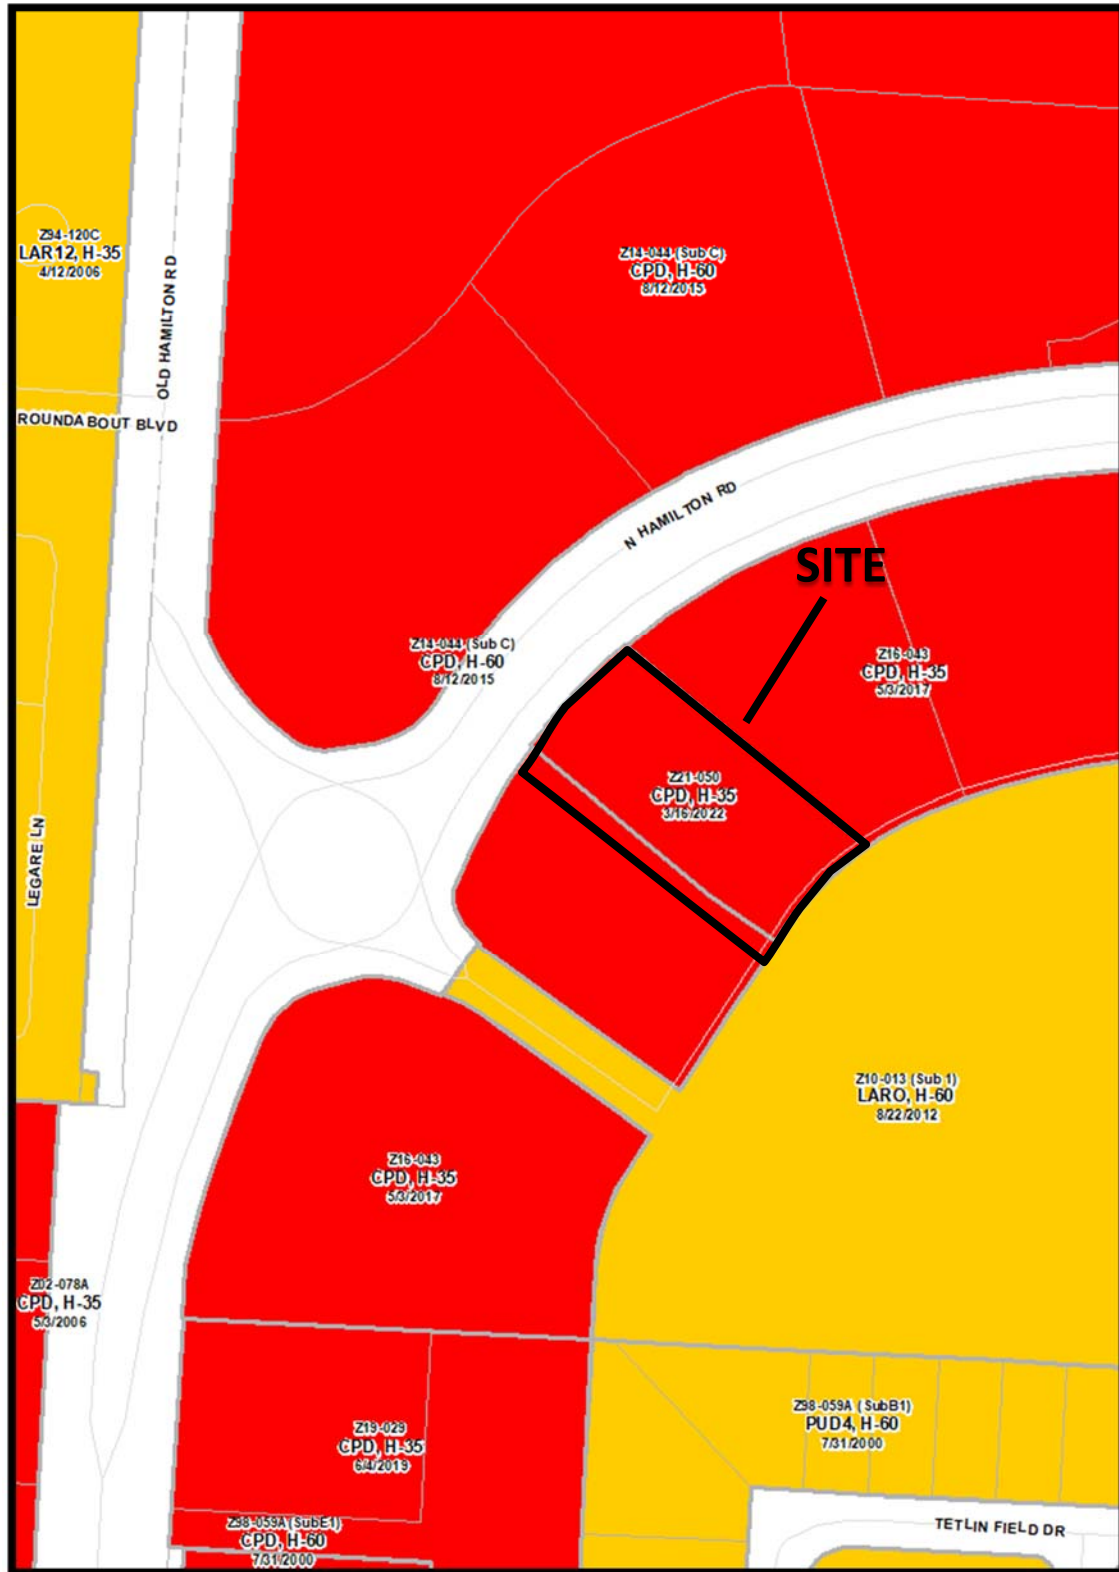 Z94-120C
LAR12, H-35
4/12/2006
OLD HAMILTON RD
Z14-044 (Sub C)
CPD, H-60
8/12/2015
ROUNDABOUT BLVD
N HAMILTON RD
SITE
Z14-044 (Sub C)
CPD, H-60
8/12/2015
Z16-043
CPD, H-35
5/3/2017
Z21-050
CPD, H-35
3/16/2022
LEGARE LN
Z10-013 (Sub 1)
LARO, H-60
8/22/2012
Z16-043
CPD, H-35
5/3/2017
Z02-078A
CPD, H-35
5/3/2006
Z98-059A (SubB1)
PUD4, H-60
7/31/2000
Z19-029
CPD, H-35
6/4/2019
Z98-059A (SubE1)
CPD, H-60
7/31/2000
TETLIN FIELD DR